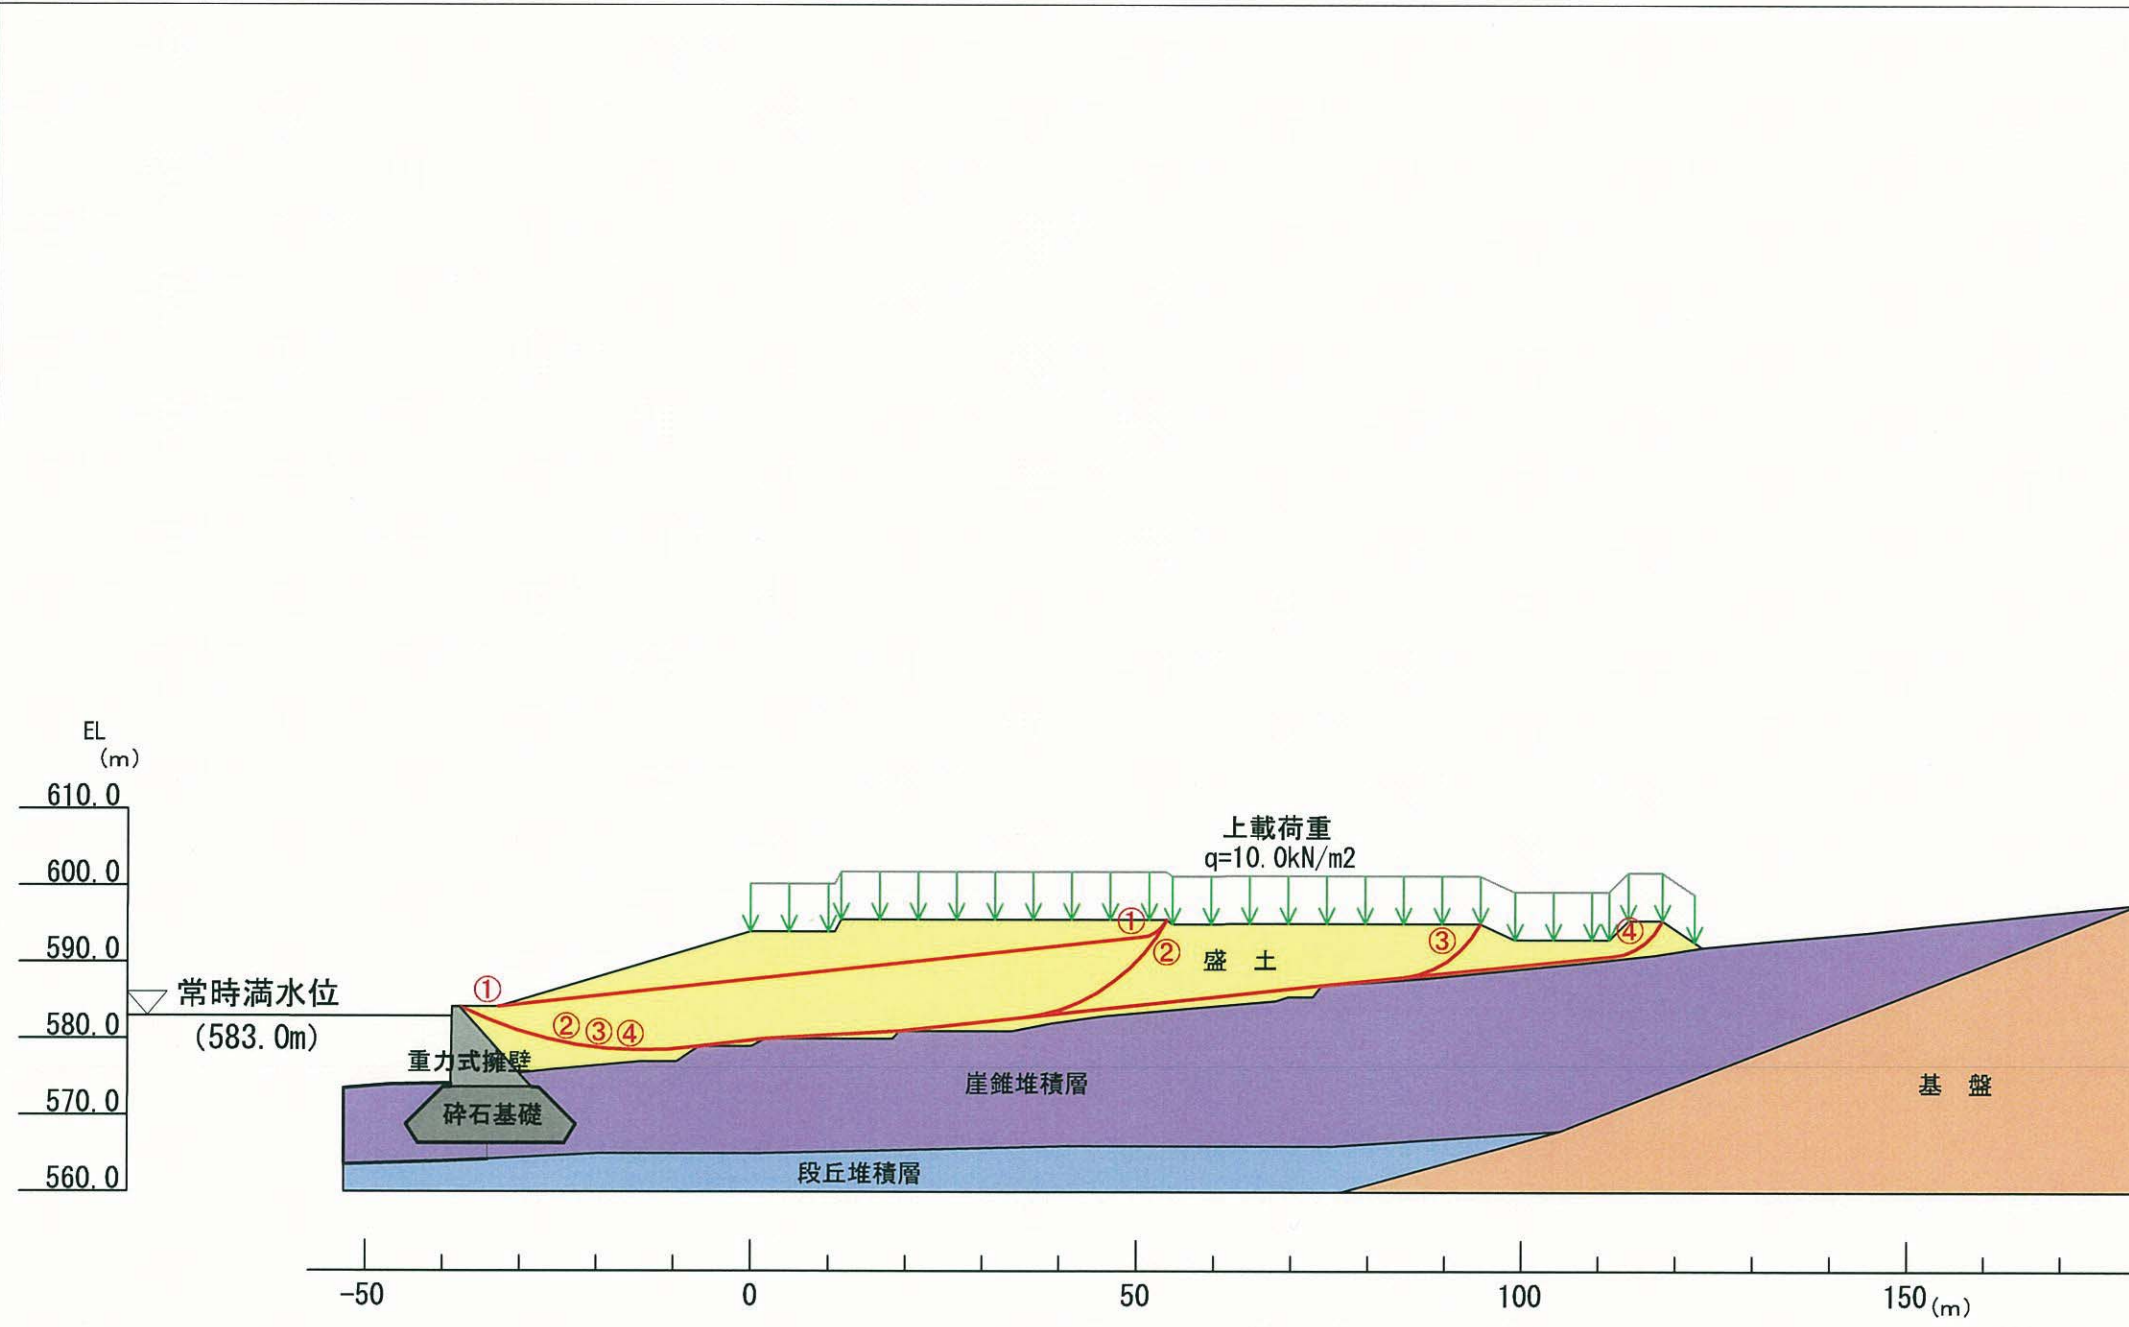 EL
(m)
610.0
600.0
590.0
580.0
570.0
560.0
常時満水位
(583.0m)
上載荷重
q=10.0kN/m2
①
②
③
④
①
②③④
盛 土
重力式擁壁
砕石基礎
崖錐堆積層
段丘堆積層
基 盤
-50
0
50
100
150(m)